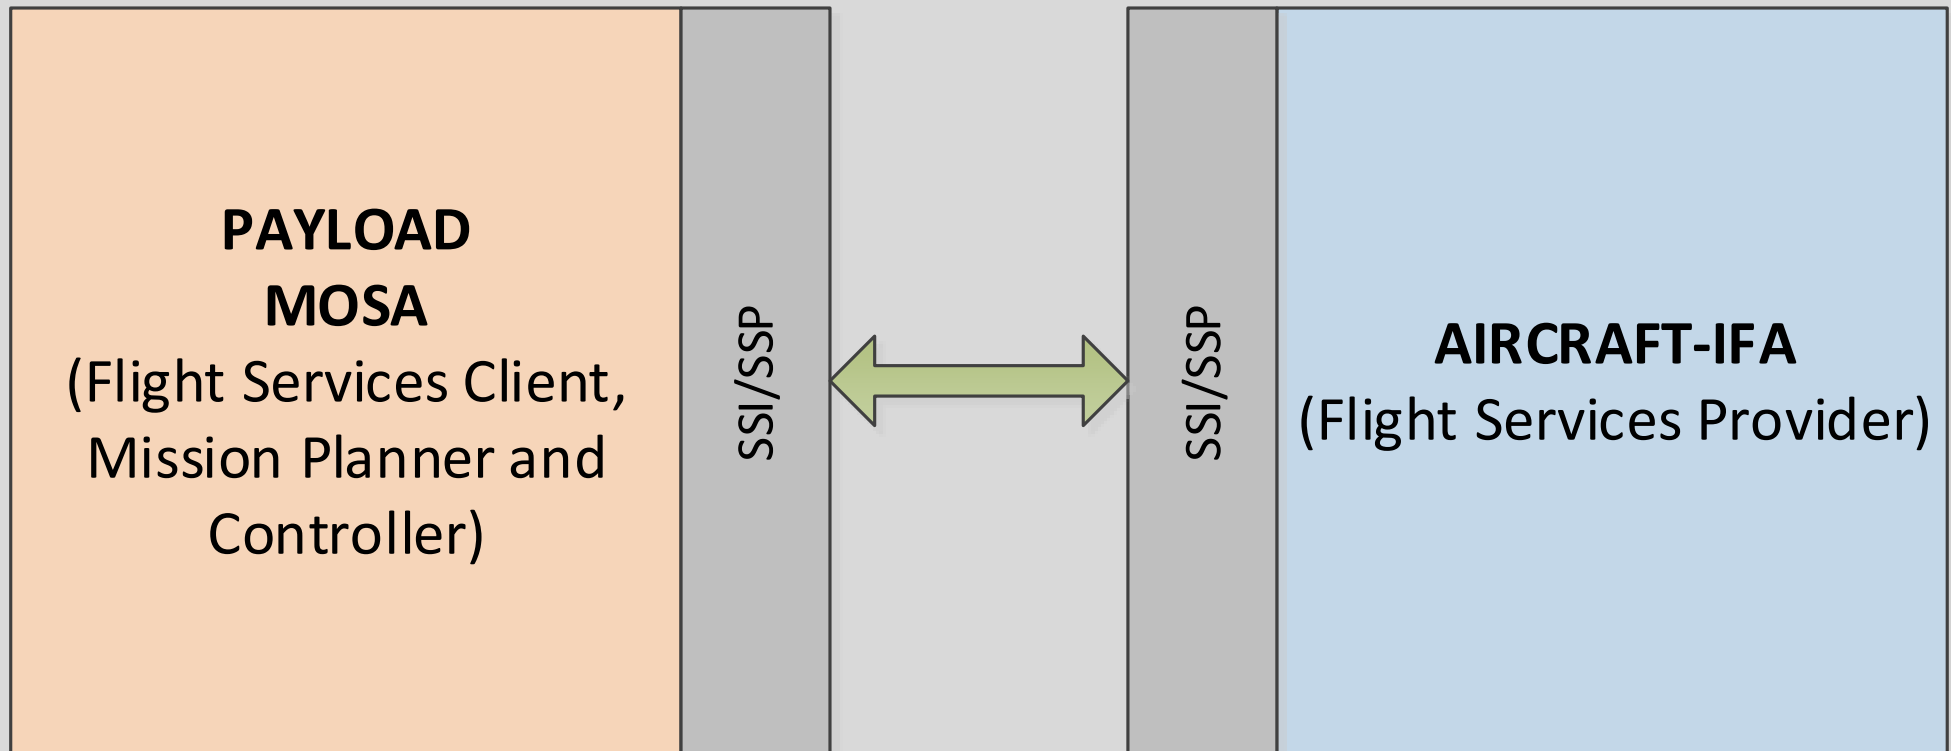 PAYLOAD
MOSA
(Flight Services Client,
Mission Planner and
Controller)
SSI/SSP
SSI/SSP
AIRCRAFT-IFA
(Flight Services Provider)